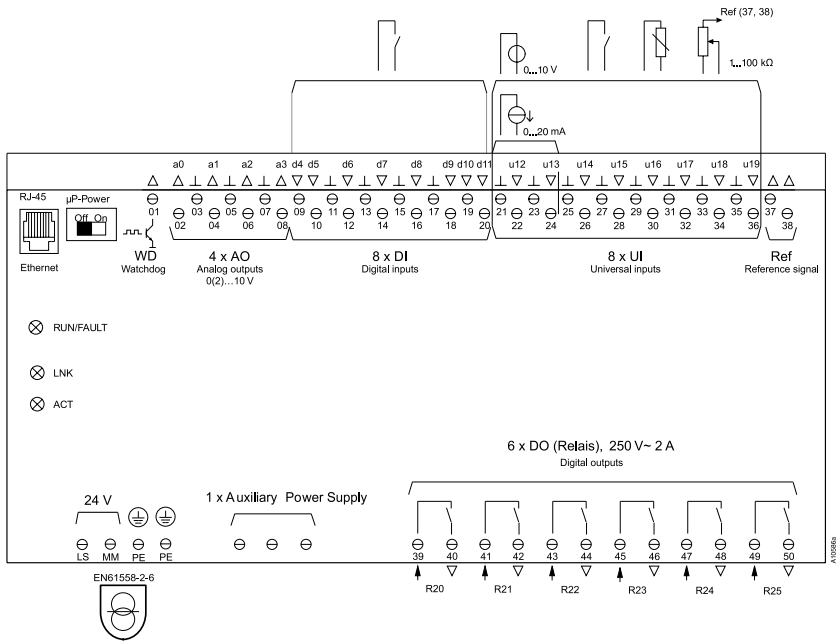 Ref (37, 38)
1...100 kΩ
0...10 V
0...20 mA
a0 a1 a2 a3 d4 d5 d6 d7 d8 d9 d10 d11 u12 u13 u14 u15 u16 u17 u18 u19
RJ-45
µP-Power
Off On
01 03 05 07 09 11 13 15 17 19 21 23 25 27 29 31 33 35 37
02 04 06 08 10 12 14 16 18 20 22 24 26 28 30 32 34 36 38
Ethernet
WD
Watchdog
4 x AO
Analog outputs
0(2)...10 V
8 x DI
Digital inputs
8 x UI
Universal inputs
Ref
Reference signal
RUN/FAULT
LNK
ACT
6 x DO (Relais), 250 V~ 2 A
Digital outputs
24 V
1 x Auxiliary Power Supply
LS MM PE PE
39 40 41 42 43 44 45 46 47 48 49 50
R20 R21 R22 R23 R24 R25
EN61558-2-6
A10586a